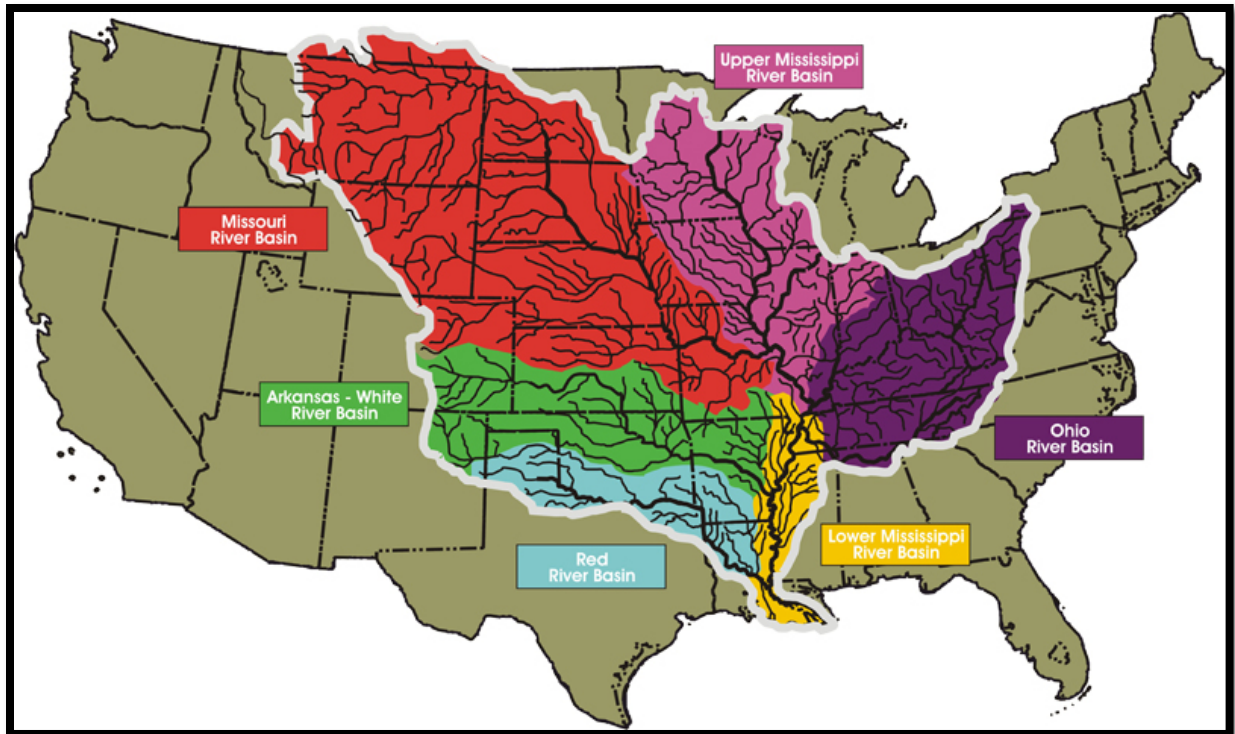 Upper Mississippi
River Basin
Missouri
River Basin
Arkansas - White
River Basin
Ohio
River Basin
Lower Mississippi
River Basin
Red
River Basin